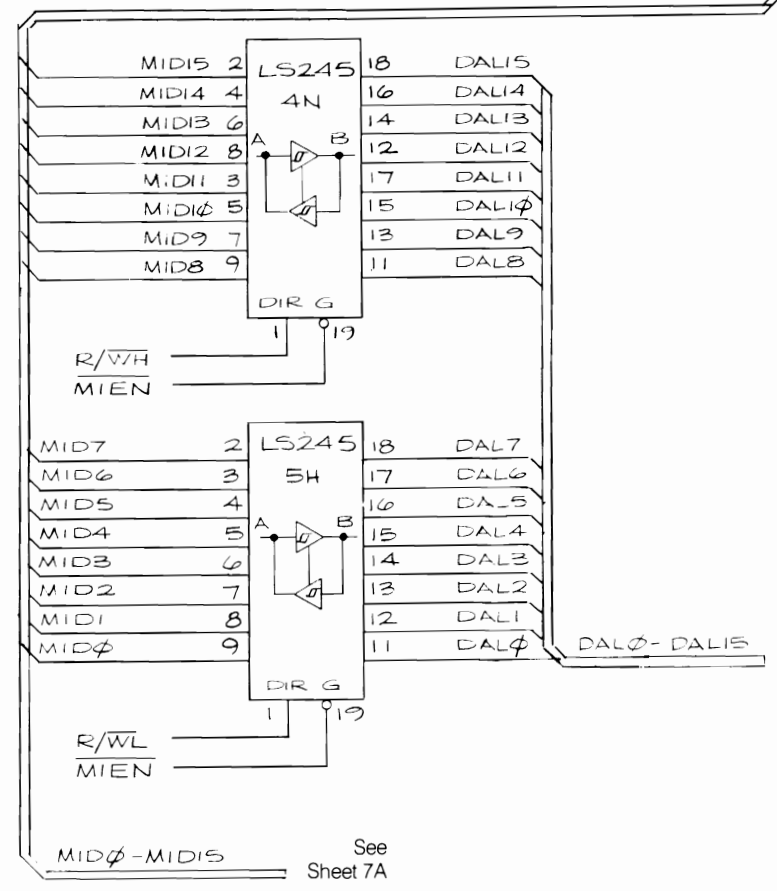 MID15 2 LS245 18 DAL15
MID14 4 4N 16 DAL14
MID13 6 14 DAL13
MID12 8 A B 12 DAL12
MID11 3 17 DAL11
MID1Ø 5 15 DAL1Ø
MID9 7 13 DAL9
MID8 9 11 DAL8
DIR G
1 19
R/W̅H̅
M̅I̅E̅N̅
MID7 2 LS245 18 DAL7
MID6 3 5H 17 DAL6
MID5 4 16 DAL5
MID4 5 A B 15 DAL4
MID3 6 14 DAL3
MID2 7 13 DAL2
MID1 8 12 DAL1
MIDØ 9 11 DALØ
DALØ-DAL15
DIR G
1 19
R/W̅L̅
M̅I̅E̅N̅
MIDØ-MID15
See
Sheet 7A